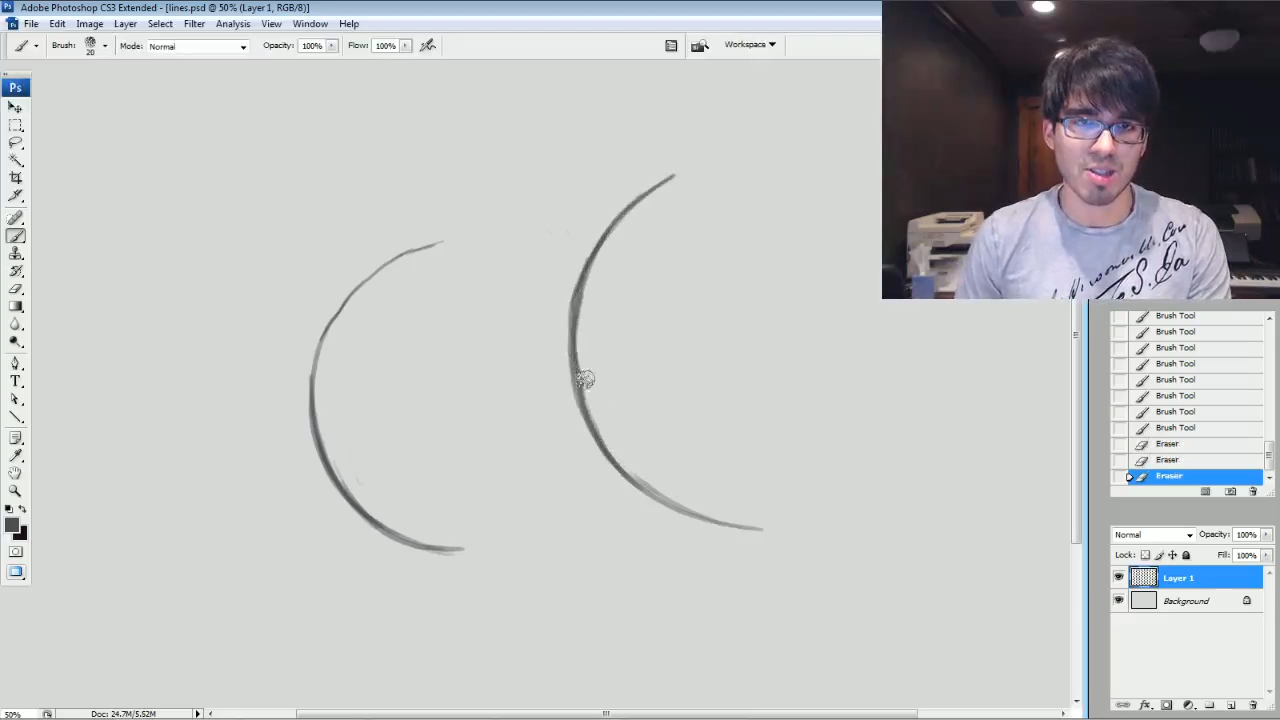 Ps Adobe Photoshop CS3 Extended - [lines.psd @ 50% (Layer 1, RGB/8)]
File Edit Image Layer Select Filter Analysis View Window Help
Brush: 20 Mode: Normal Opacity: 100% Flow: 100% Workspace
Ps
T
Brush Tool
Brush Tool
Brush Tool
Brush Tool
Brush Tool
Brush Tool
Brush Tool
Brush Tool
Eraser
Eraser
Eraser
Normal Opacity: 100%
Lock: Fill: 100%
Layer 1
Background
fx
50% Doc: 24.7M/5.52M